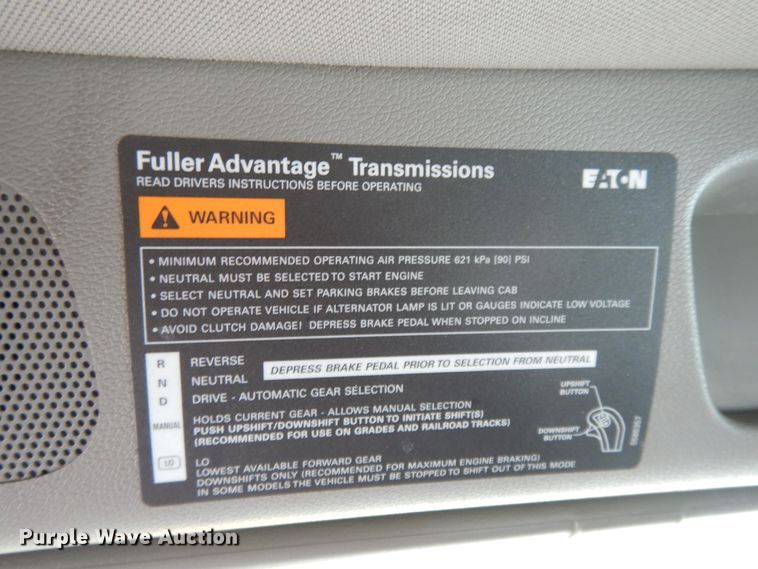 Fuller Advantage™ Transmissions
EATON
READ DRIVERS INSTRUCTIONS BEFORE OPERATING
WARNING
• MINIMUM RECOMMENDED OPERATING AIR PRESSURE 621 kPa [90] PSI
• NEUTRAL MUST BE SELECTED TO START ENGINE
• SELECT NEUTRAL AND SET PARKING BRAKES BEFORE LEAVING CAB
• DO NOT OPERATE VEHICLE IF ALTERNATOR LAMP IS LIT OR GAUGES INDICATE LOW VOLTAGE
• AVOID CLUTCH DAMAGE! DEPRESS BRAKE PEDAL WHEN STOPPED ON INCLINE
R REVERSE
DEPRESS BRAKE PEDAL PRIOR TO SELECTION FROM NEUTRAL
N NEUTRAL
D DRIVE - AUTOMATIC GEAR SELECTION
MANUAL HOLDS CURRENT GEAR - ALLOWS MANUAL SELECTION
PUSH UPSHIFT/DOWNSHIFT BUTTON TO INITIATE SHIFT(S)
(RECOMMENDED FOR USE ON GRADES AND RAILROAD TRACKS)
UPSHIFT
BUTTON
DOWNSHIFT
BUTTON
LO LO
LOWEST AVAILABLE FORWARD GEAR
DOWNSHIFTS ONLY (RECOMMENDED FOR MAXIMUM ENGINE BRAKING)
IN SOME MODELS THE VEHICLE MUST BE STOPPED TO SHIFT OUT OF THIS MODE
Purple Wave Auction